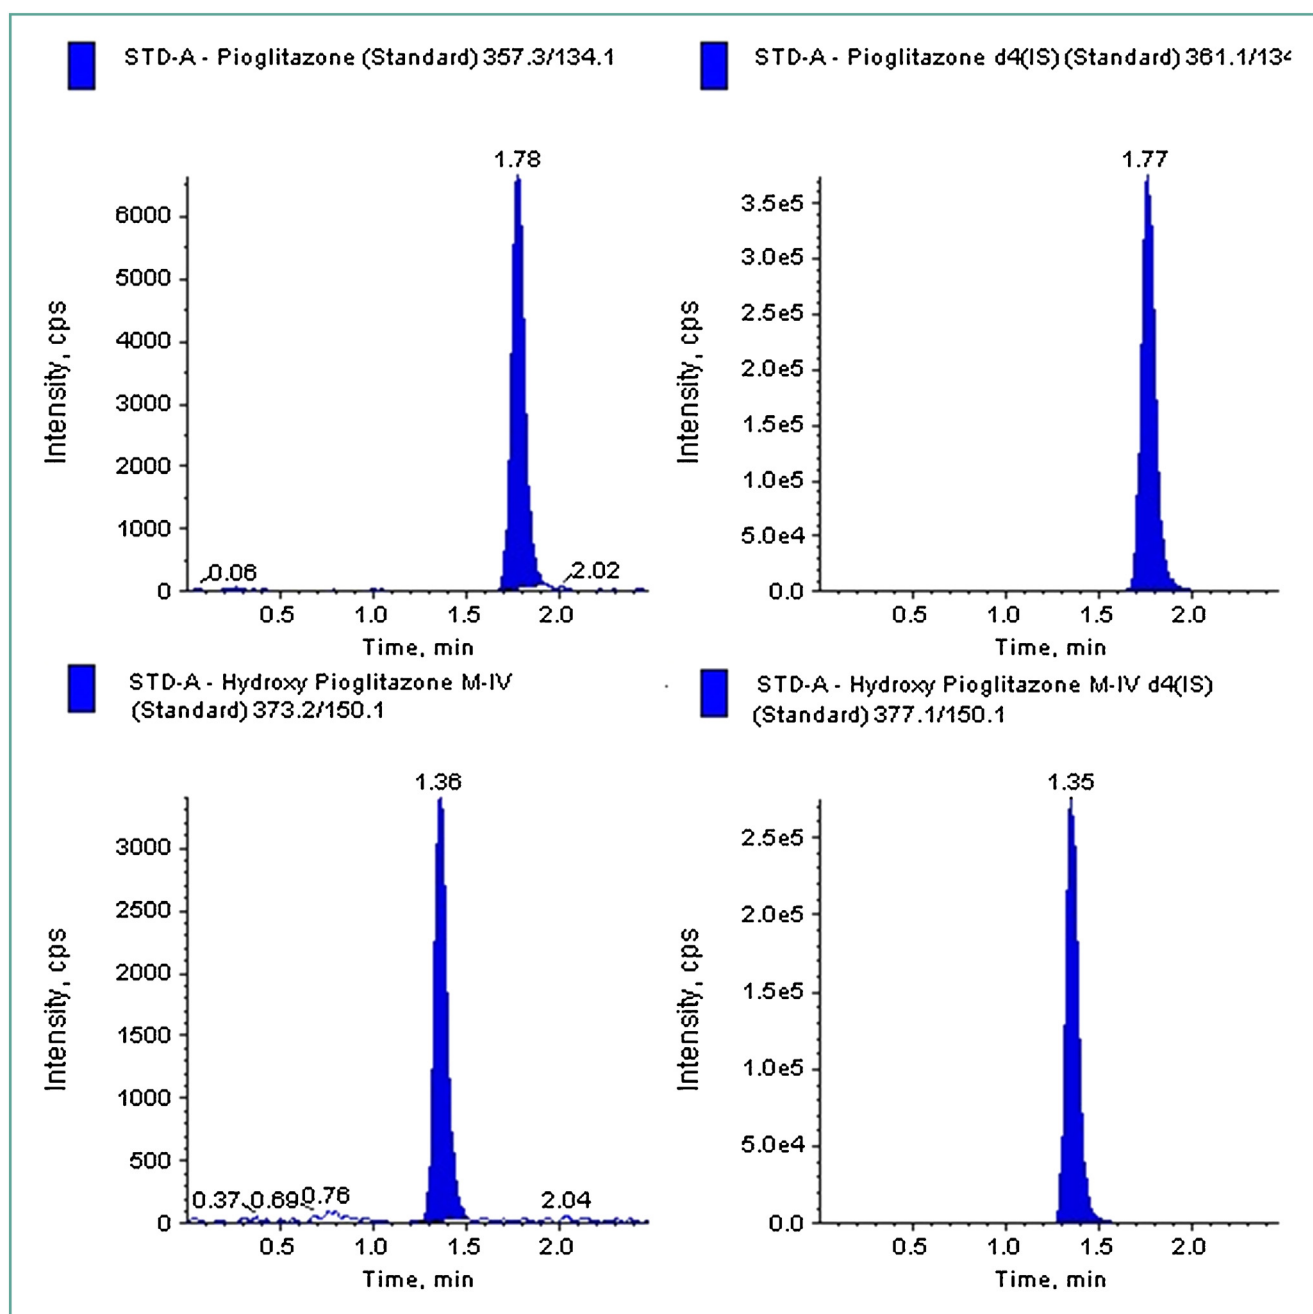 STD-A - Pioglitazone (Standard) 357.3/134.1
1.78
6000
5000
4000
3000
2000
1000
0
0.06
2.02
0.5
1.0
1.5
2.0
Intensity, cps
Time, min
STD-A - Pioglitazone d4(IS) (Standard) 361.1/134
1.77
3.5e5
3.0e5
2.5e5
2.0e5
1.5e5
1.0e5
5.0e4
0.0
0.5
1.0
1.5
2.0
Intensity, cps
Time, min
STD-A - Hydroxy Pioglitazone M-IV
(Standard) 373.2/150.1
1.36
3000
2500
2000
1500
1000
500
0
0.37
0.69
0.76
2.04
0.5
1.0
1.5
2.0
Intensity, cps
Time, min
STD-A - Hydroxy Pioglitazone M-IV d4(IS)
(Standard) 377.1/150.1
1.35
2.5e5
2.0e5
1.5e5
1.0e5
5.0e4
0.0
0.5
1.0
1.5
2.0
Intensity, cps
Time, min